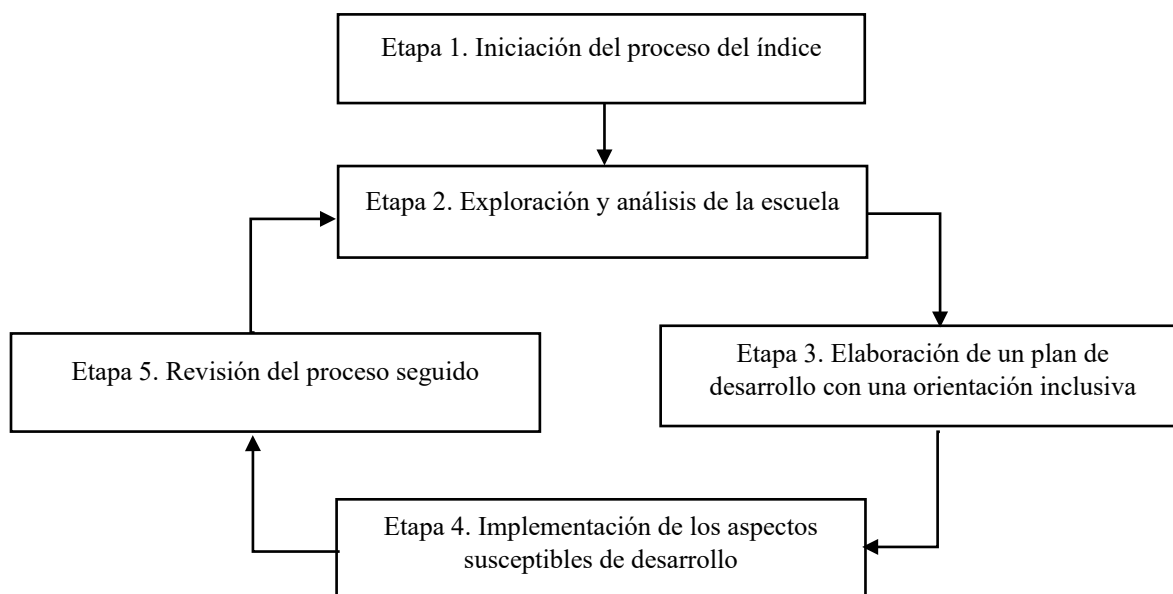 Etapa 1. Iniciación del proceso del índice
Etapa 2. Exploración y análisis de la escuela
Etapa 3. Elaboración de un plan de
desarrollo con una orientación inclusiva
Etapa 4. Implementación de los aspectos
susceptibles de desarrollo
Etapa 5. Revisión del proceso seguido